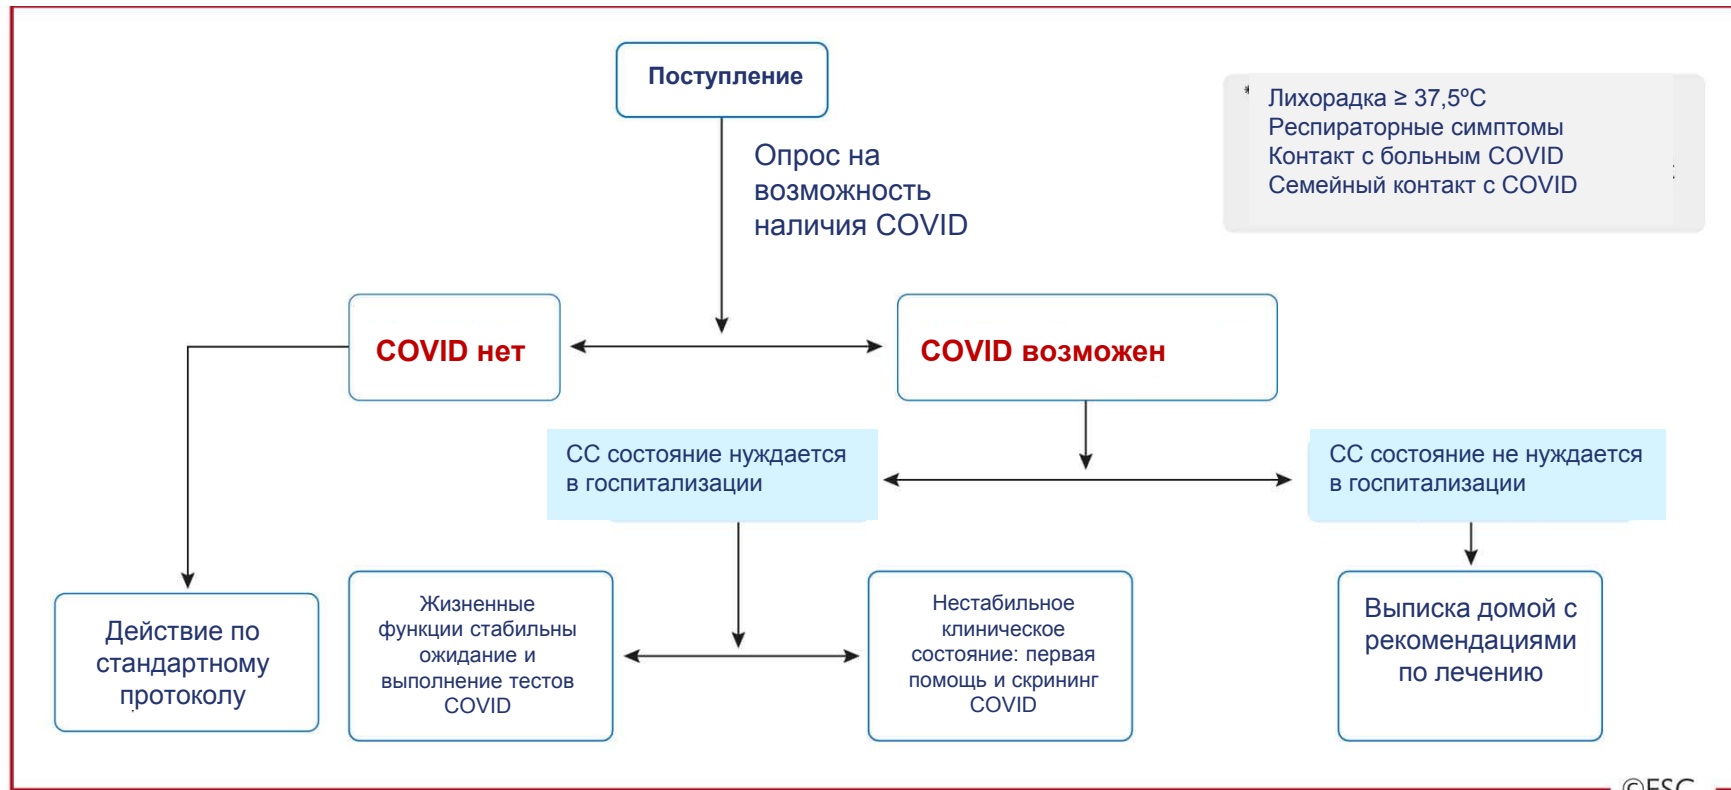 Поступление
* Лихорадка ≥ 37,5ºC
Респираторные симптомы
Контакт с больным COVID
Семейный контакт с COVID
Опрос на
возможность
наличия COVID
COVID нет
COVID возможен
СС состояние нуждается
в госпитализации
СС состояние не нуждается
в госпитализации
Действие по
стандартному
протоколу
Жизненные
функции стабильны
ожидание и
выполнение тестов
COVID
Нестабильное
клиническое
состояние: первая
помощь и скрининг
COVID
Выписка домой с
рекомендациями
по лечению
©ESC